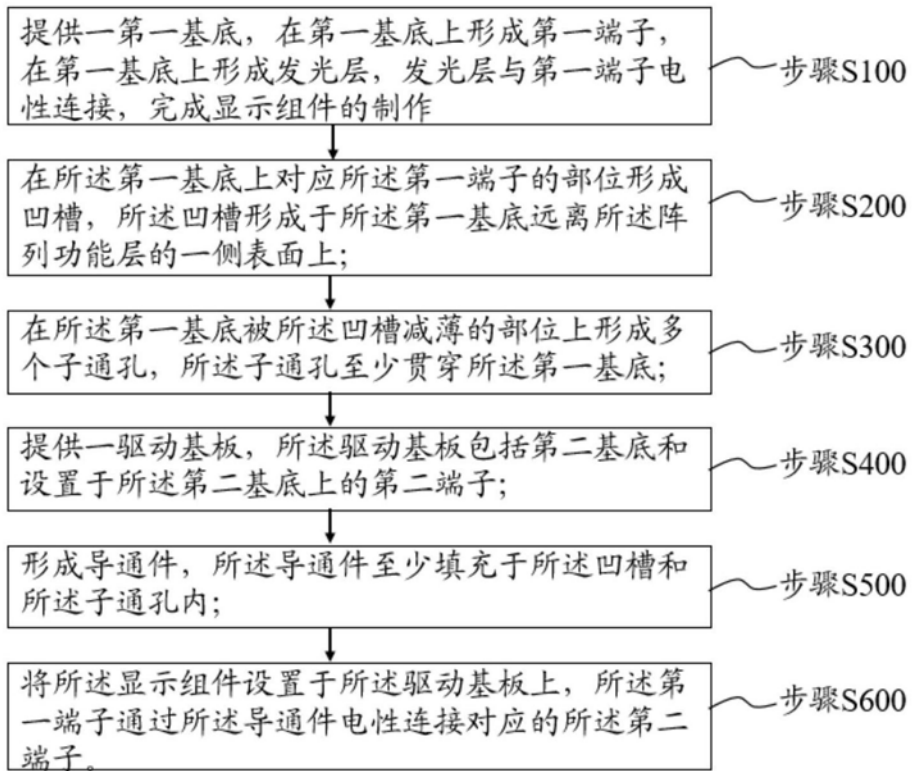 提供一第一基底，在第一基底上形成第一端子，
在第一基底上形成发光层，发光层与第一端子电
性连接，完成显示组件的制作
步骤S100
在所述第一基底上对应所述第一端子的部位形成
凹槽，所述凹槽形成于所述第一基底远离所述阵
列功能层的一侧表面上；
步骤S200
在所述第一基底被所述凹槽减薄的部位上形成多
个子通孔，所述子通孔至少贯穿所述第一基底；
步骤S300
提供一驱动基板，所述驱动基板包括第二基底和
设置于所述第二基底上的第二端子；
步骤S400
形成导通件，所述导通件至少填充于所述凹槽和
所述子通孔内；
步骤S500
将所述显示组件设置于所述驱动基板上，所述第
一端子通过所述导通件电性连接对应的所述第二
端子。
步骤S600